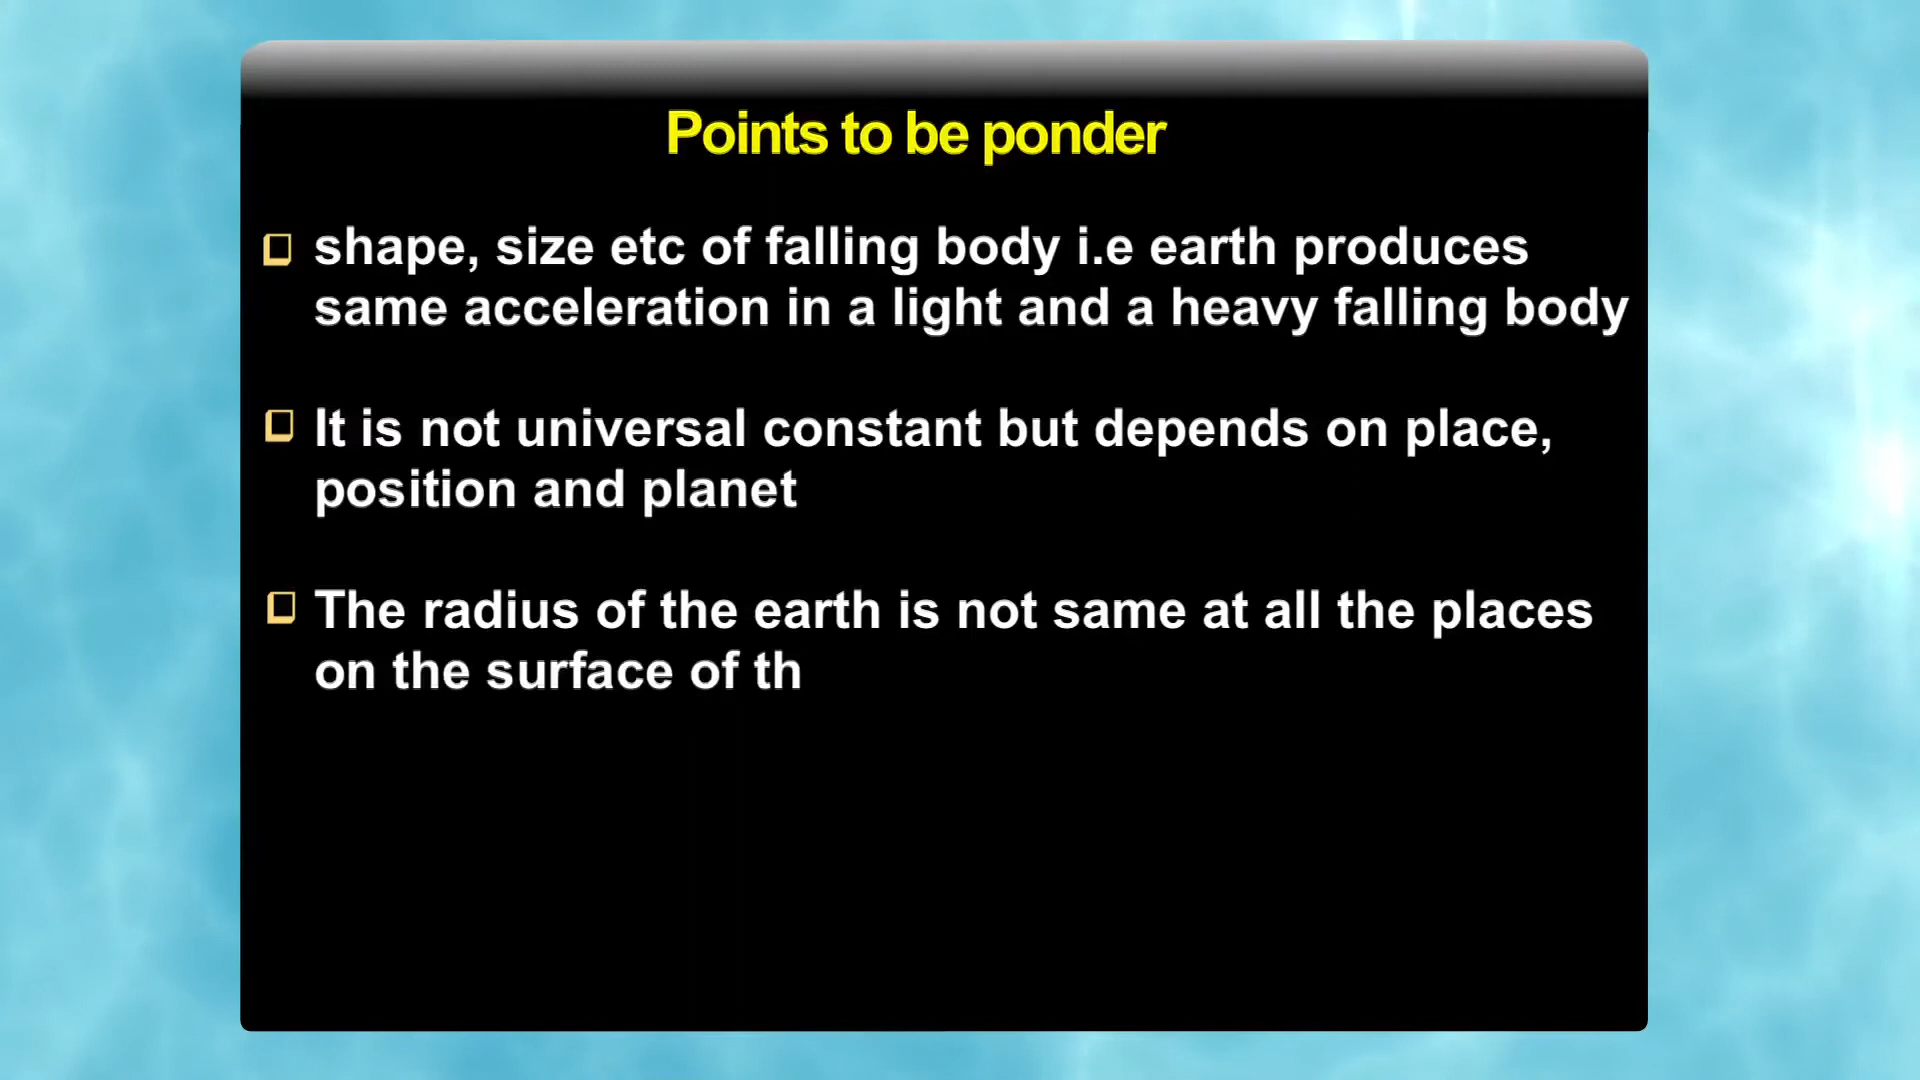 Points to be ponder
shape, size etc of falling body i.e earth produces
same acceleration in a light and a heavy falling body
It is not universal constant but depends on place,
position and planet
The radius of the earth is not same at all the places
on the surface of th